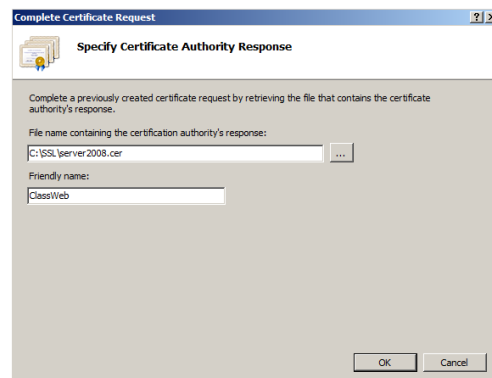 Complete Certificate Request
Specify Certificate Authority Response
Complete a previously created certificate request by retrieving the file that contains the certificate
authority's response.
File name containing the certification authority's response:
C:\SSL\server2008.cer
...
Friendly name:
ClassWeb
OK Cancel